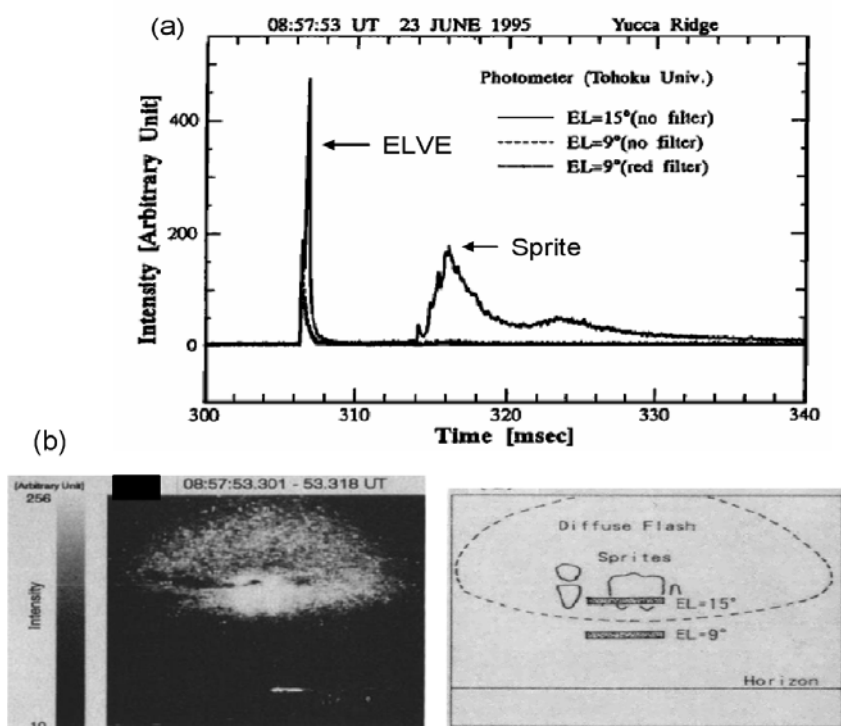 (a)
08:57:53 UT 23 JUNE 1995 Yucca Ridge
Photometer (Tohoku Univ.)
EL=15°(no filter)
EL=9°(no filter)
EL=9°(red filter)
ELVE
Sprite
Intensity [Arbitrary Unit]
400
200
0
300 310 320 330 340
Time [msec]
(b)
[Arbitrary Unit]
256
Intensity
08:57:53.301 - 53.318 UT
Diffuse Flash
Sprites
EL=15°
EL=9°
Horizon